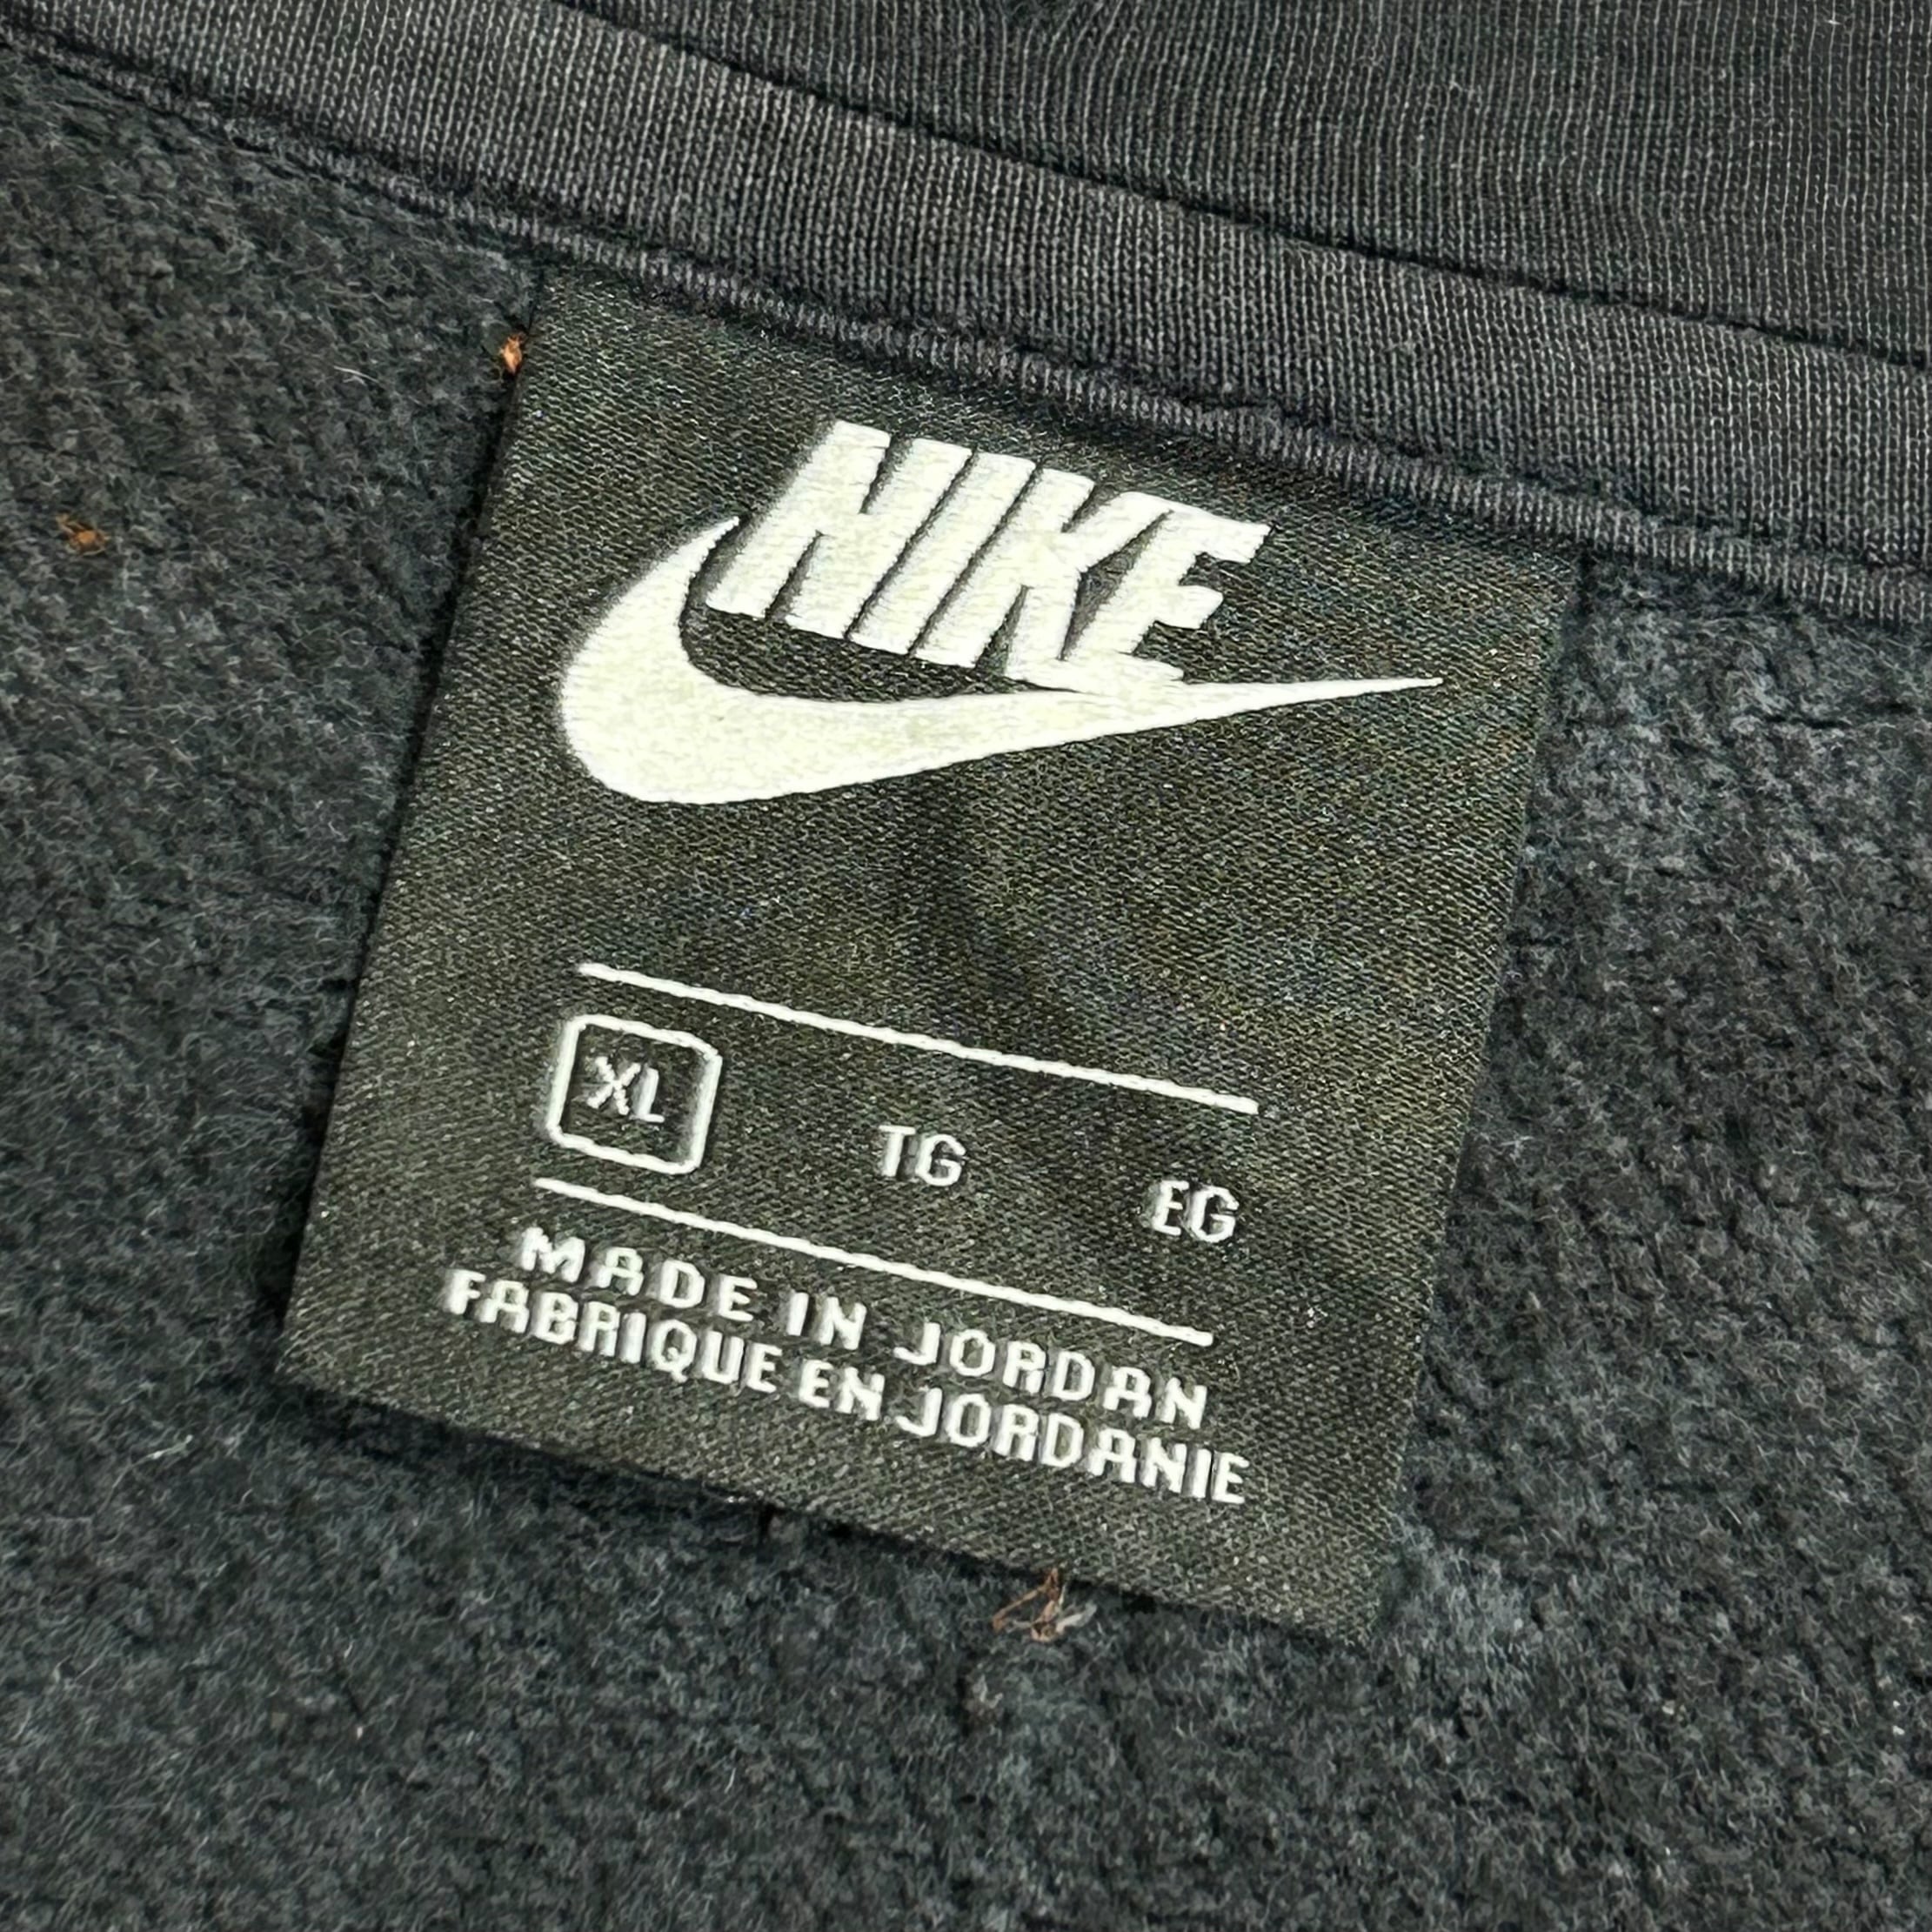 NIKE
XL TG EG
MADE IN JORDAN
FABRIQUE EN JORDANIE